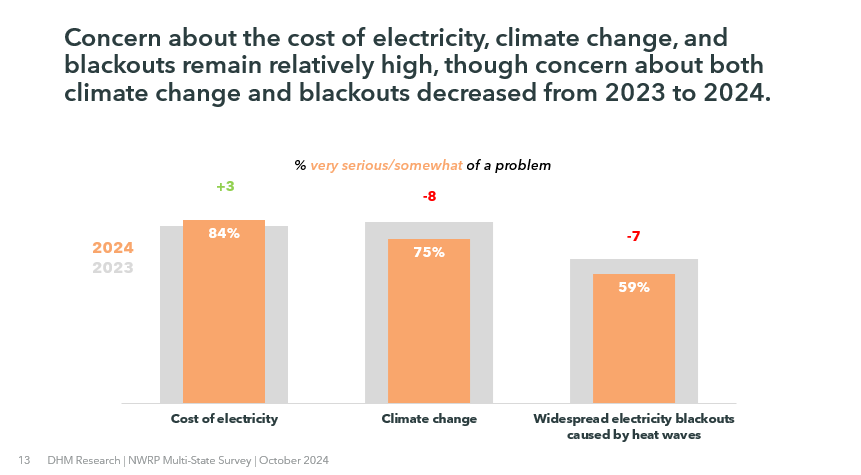 Concern about the cost of electricity, climate change, and
blackouts remain relatively high, though concern about both
climate change and blackouts decreased from 2023 to 2024.
% very serious/somewhat of a problem
+3
-8
-7
84%
75%
59%
2024
2023
Cost of electricity
Climate change
Widespread electricity blackouts
caused by heat waves
13 DHM Research | NWRP Multi-State Survey | October 2024